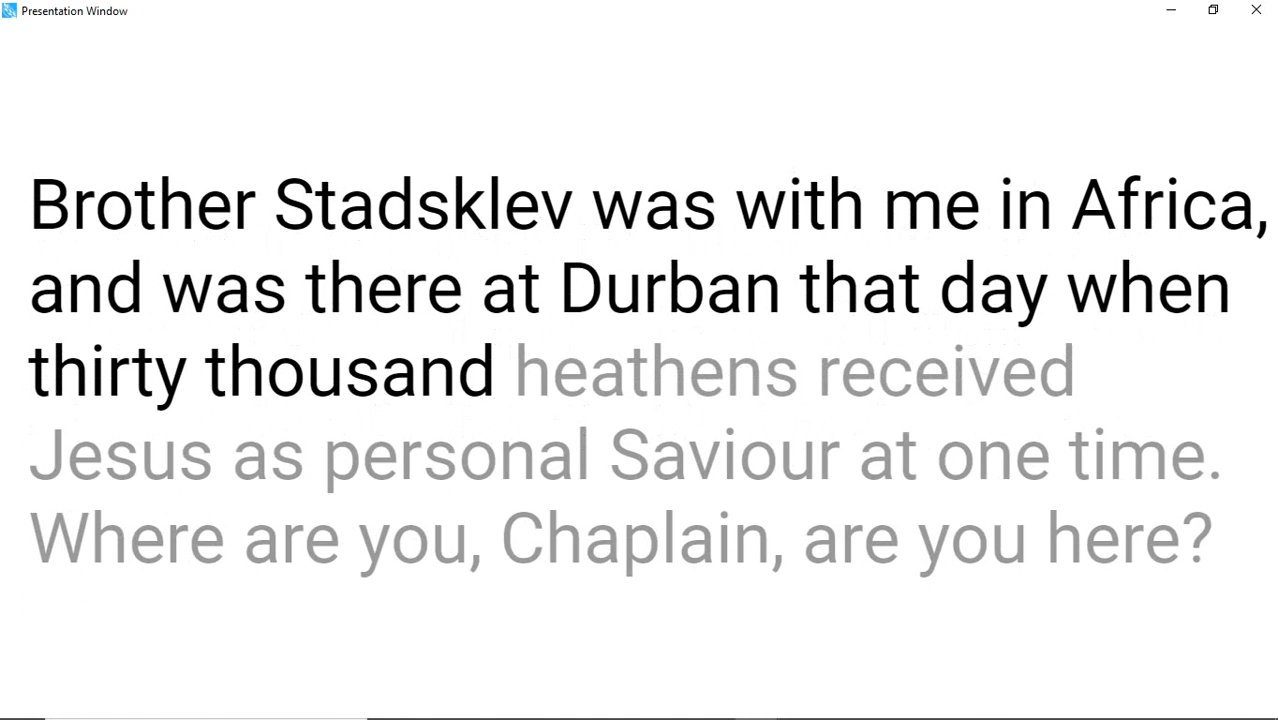 Presentation Window
Brother Stadsklev was with me in Africa,
and was there at Durban that day when
thirty thousand heathens received
Jesus as personal Saviour at one time.
Where are you, Chaplain, are you here?